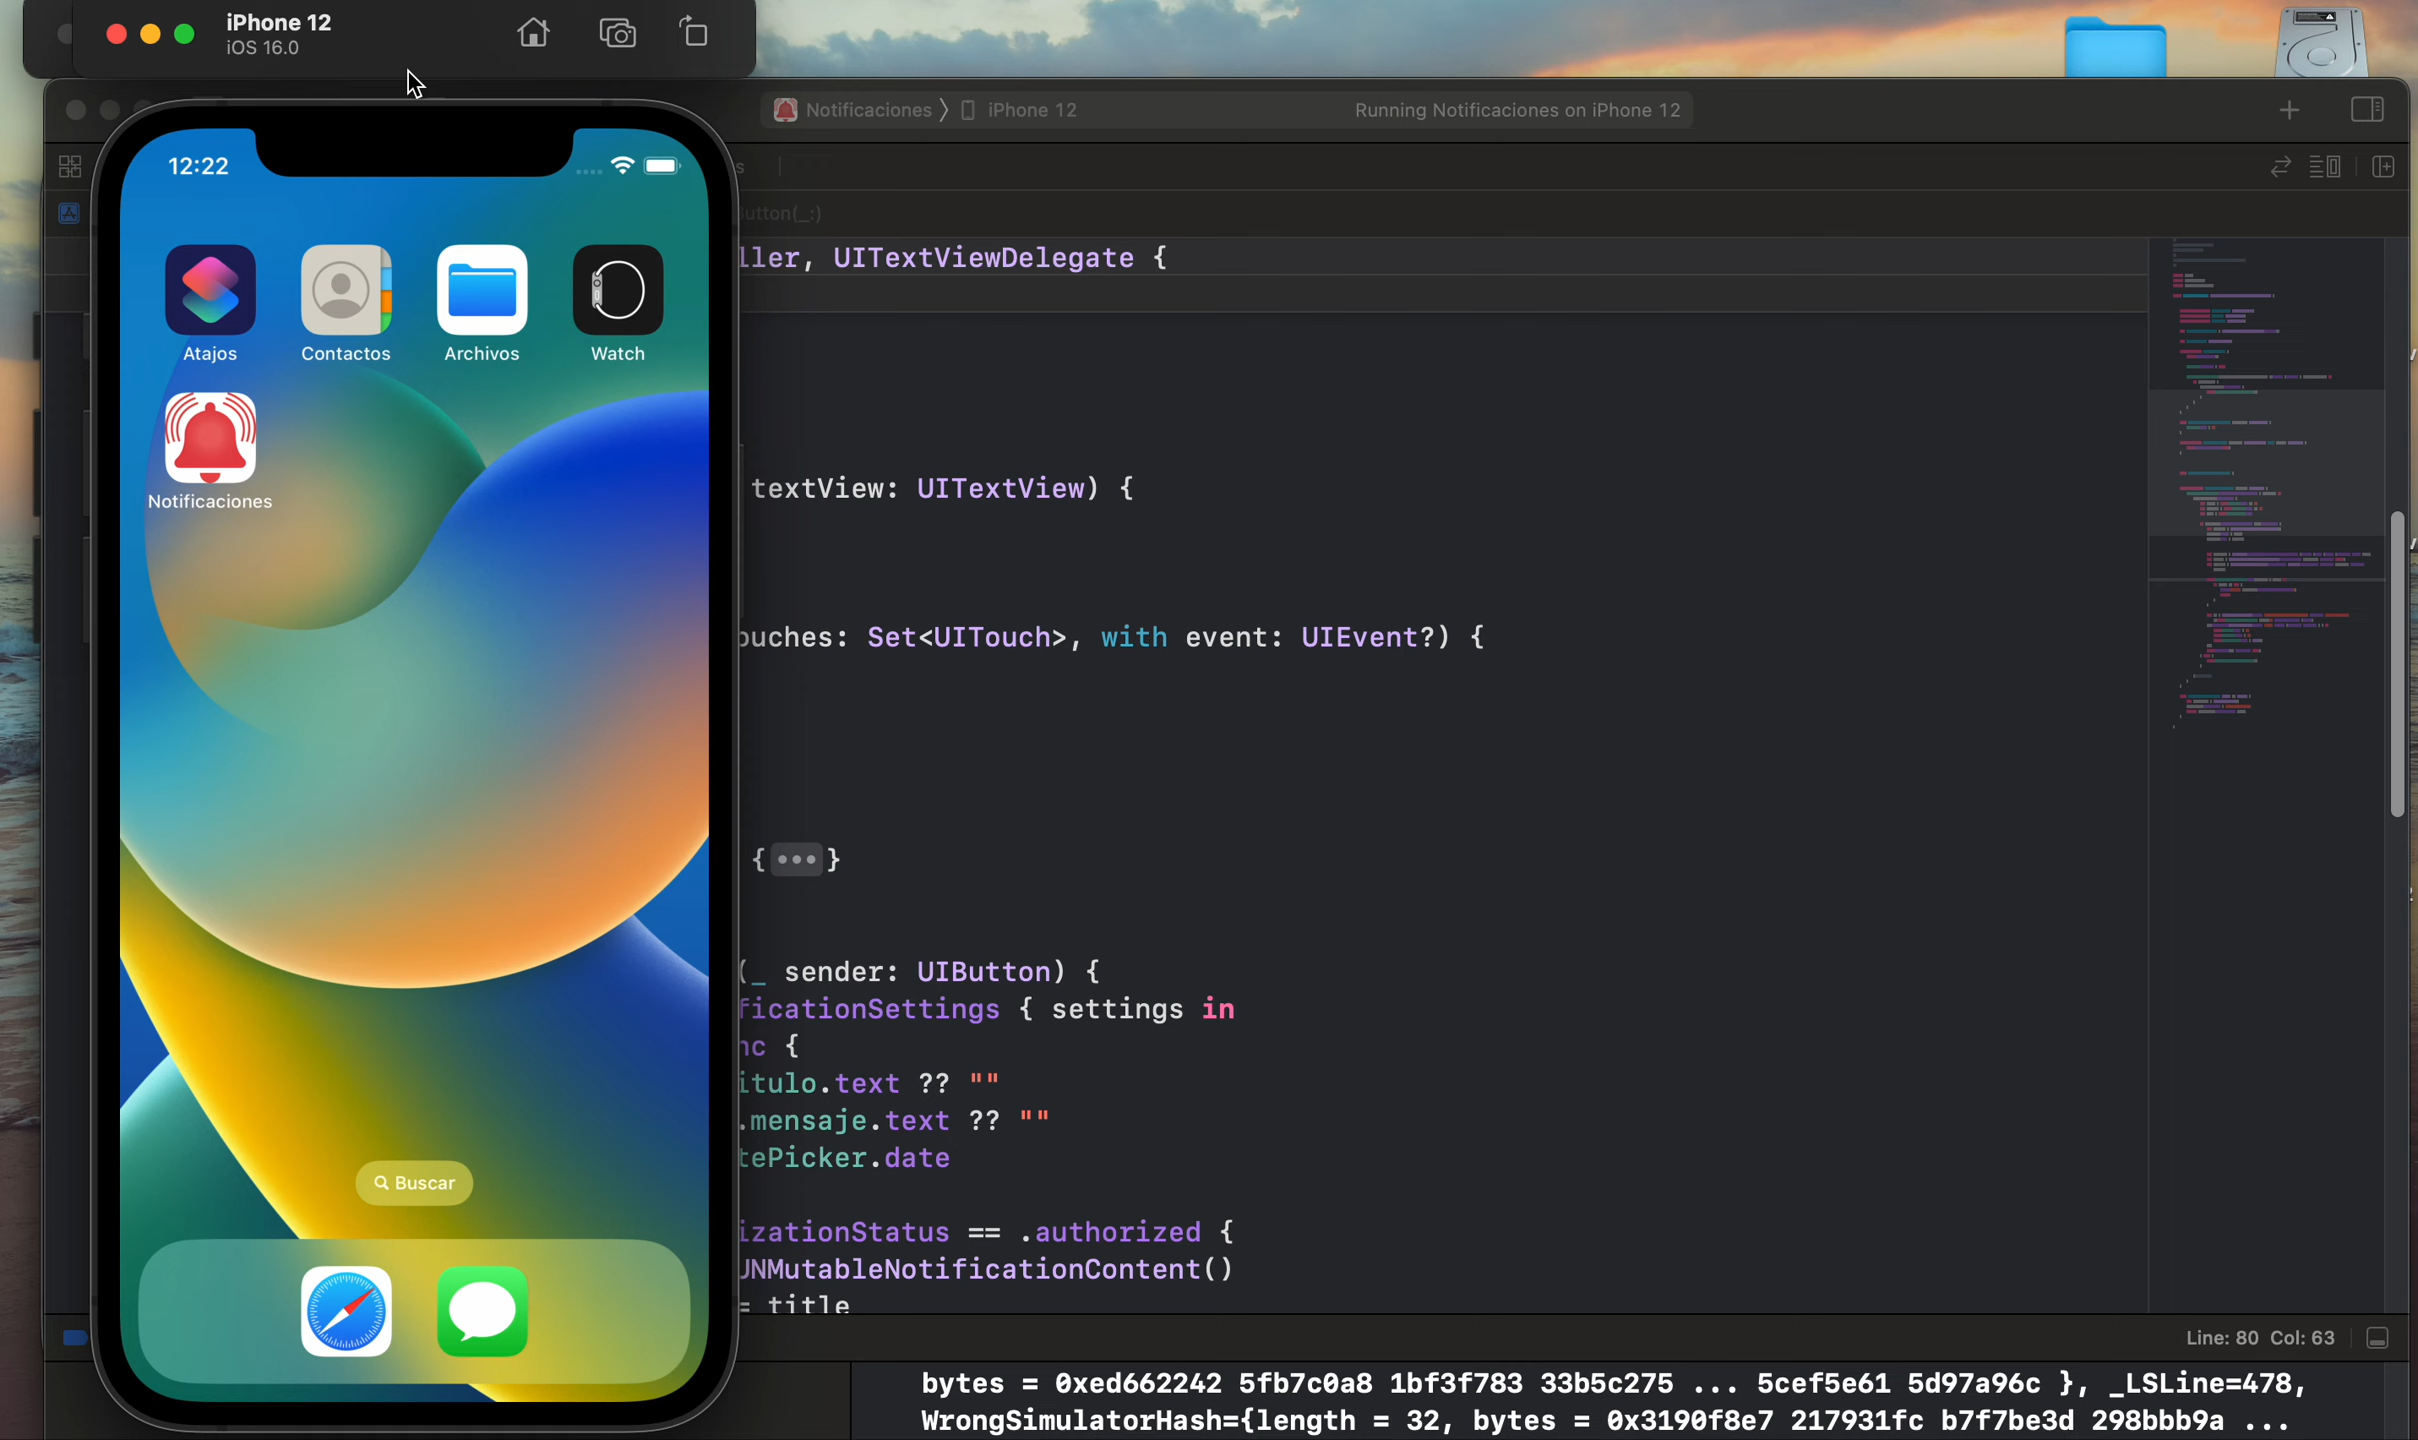 iPhone 12
iOS 16.0
Notificaciones
iPhone 12
Running Notificaciones on iPhone 12
12:22
Atajos
Contactos
Archivos
Watch
Notificaciones
Buscar
s
utton(_:)
ller, UITextViewDelegate {
textView: UITextView) {
ouches: Set<UITouch>, with event: UIEvent?) {
{•••}
(_ sender: UIButton) {
ficationSettings { settings in
nc {
itulo.text ?? ""
.mensaje.text ?? ""
tePicker.date
izationStatus == .authorized {
UNMutableNotificationContent()
= title
Line: 80 Col: 63
bytes = 0xed662242 5fb7c0a8 1bf3f783 33b5c275 ... 5cef5e61 5d97a96c }, _LSLine=478,
WrongSimulatorHash={length = 32, bytes = 0x3190f8e7 217931fc b7f7be3d 298bbb9a ...